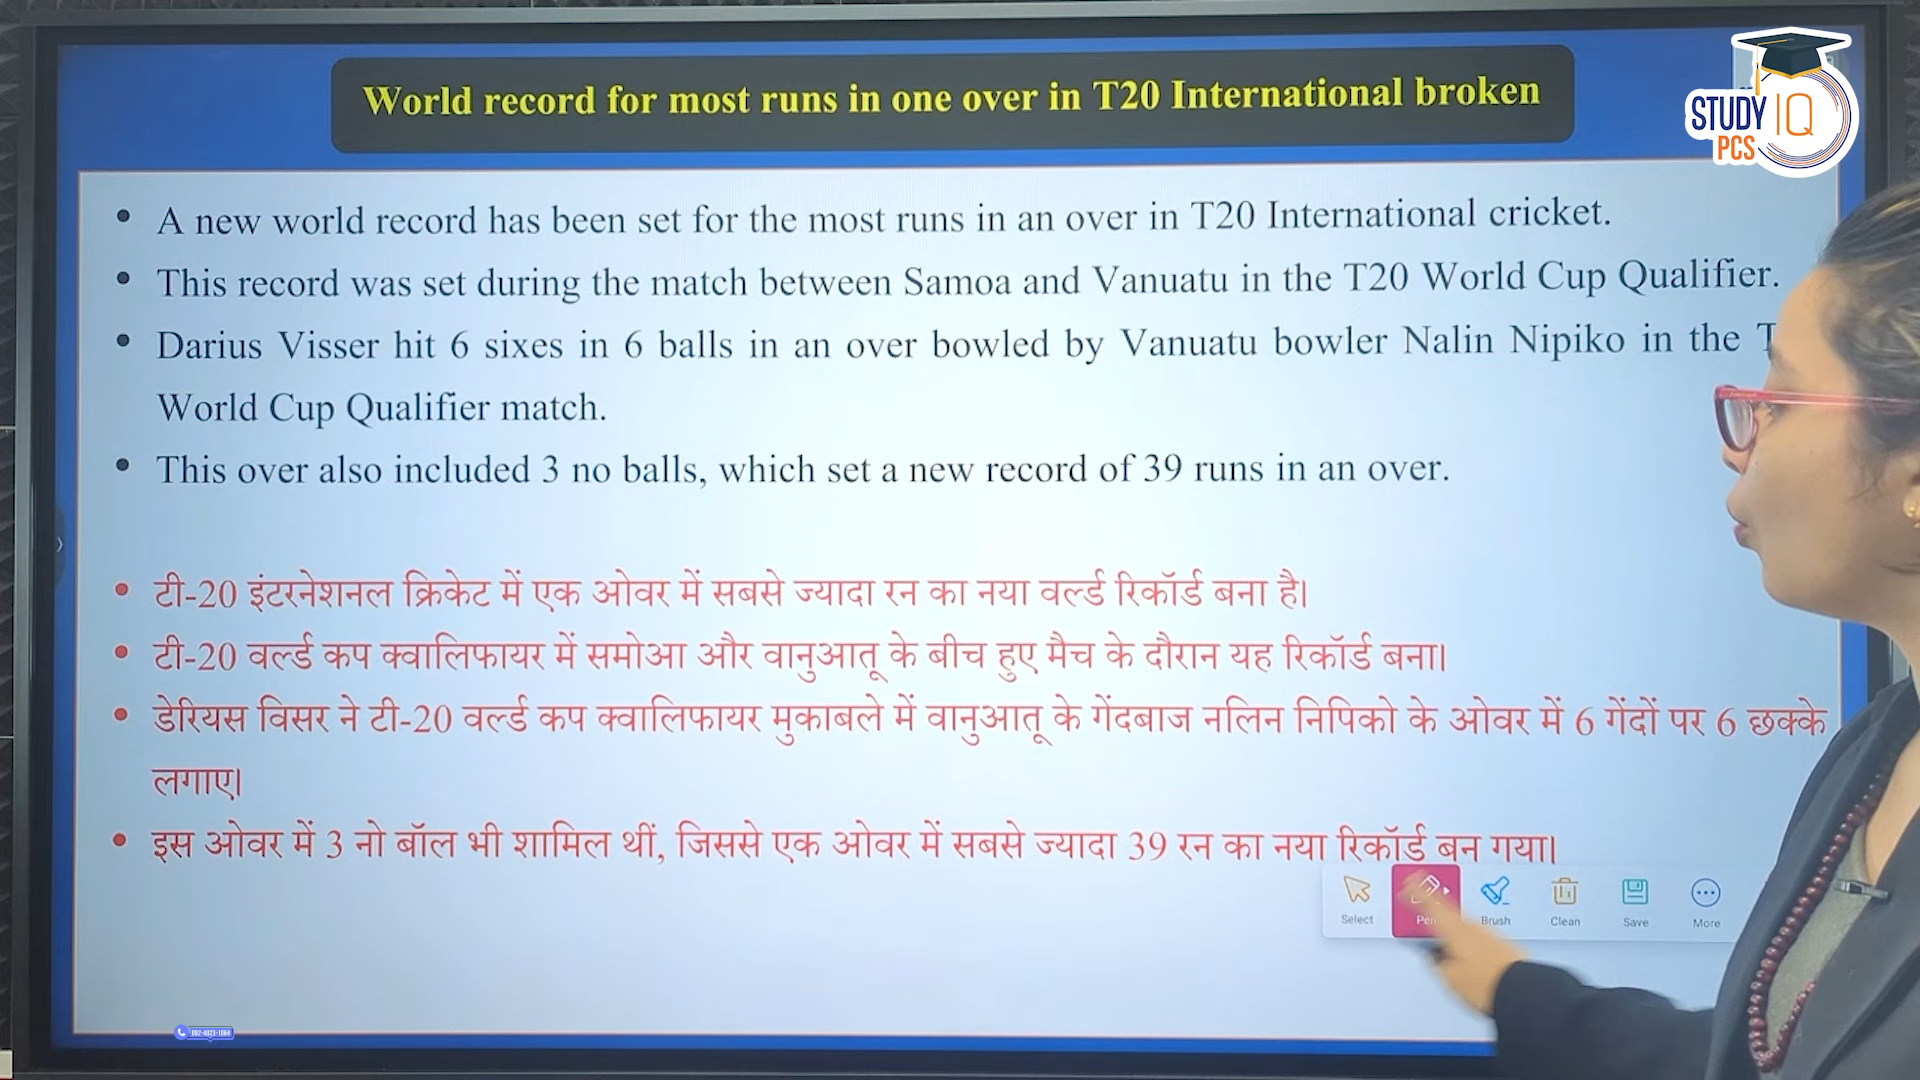 World record for most runs in one over in T20 International broken
STUDY IQ
PCS
• A new world record has been set for the most runs in an over in T20 International cricket.
• This record was set during the match between Samoa and Vanuatu in the T20 World Cup Qualifier.
• Darius Visser hit 6 sixes in 6 balls in an over bowled by Vanuatu bowler Nalin Nipiko in the
World Cup Qualifier match.
• This over also included 3 no balls, which set a new record of 39 runs in an over.
• टी-20 इंटरनेशनल क्रिकेट में एक ओवर में सबसे ज्यादा रन का नया वर्ल्ड रिकॉर्ड बना है।
• टी-20 वर्ल्ड कप क्वालिफायर में समोआ और वानुआतू के बीच हुए मैच के दौरान यह रिकॉर्ड बना।
• डेरियस विसर ने टी-20 वर्ल्ड कप क्वालिफायर मुकाबले में वानुआतू के गेंदबाज नलिन निपिको के ओवर में 6 गेंदों पर 6 छक्के
लगाए।
• इस ओवर में 3 नो बॉल भी शामिल थीं, जिससे एक ओवर में सबसे ज्यादा 39 रन का नया रिकॉर्ड बन गया।
Select Pen Brush Clean Save More